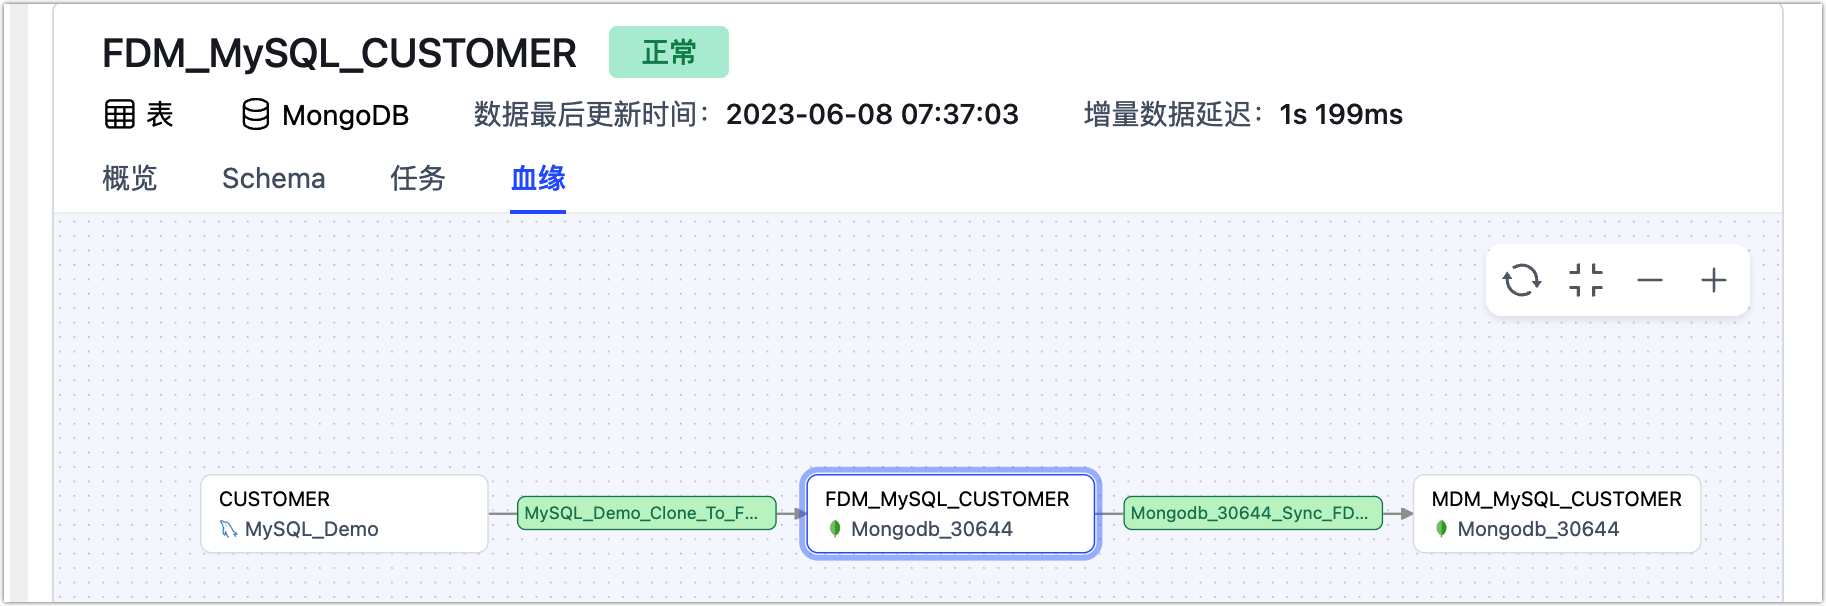 FDM_MySQL_CUSTOMER 正常
表 MongoDB 数据最后更新时间：2023-06-08 07:37:03 增量数据延迟：1s 199ms
概览 Schema 任务 血缘
CUSTOMER
MySQL_Demo
MySQL_Demo_Clone_To_F...
FDM_MySQL_CUSTOMER
Mongodb_30644
Mongodb_30644_Sync_FD...
MDM_MySQL_CUSTOMER
Mongodb_30644